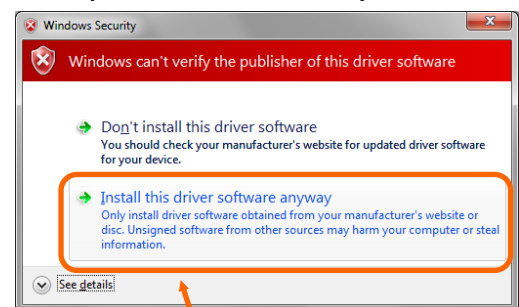 Windows Security
Windows can't verify the publisher of this driver software
Don't install this driver software
You should check your manufacturer's website for updated driver software
for your device.
Install this driver software anyway
Only install driver software obtained from your manufacturer's website or
disc. Unsigned software from other sources may harm your computer or steal
information.
See details